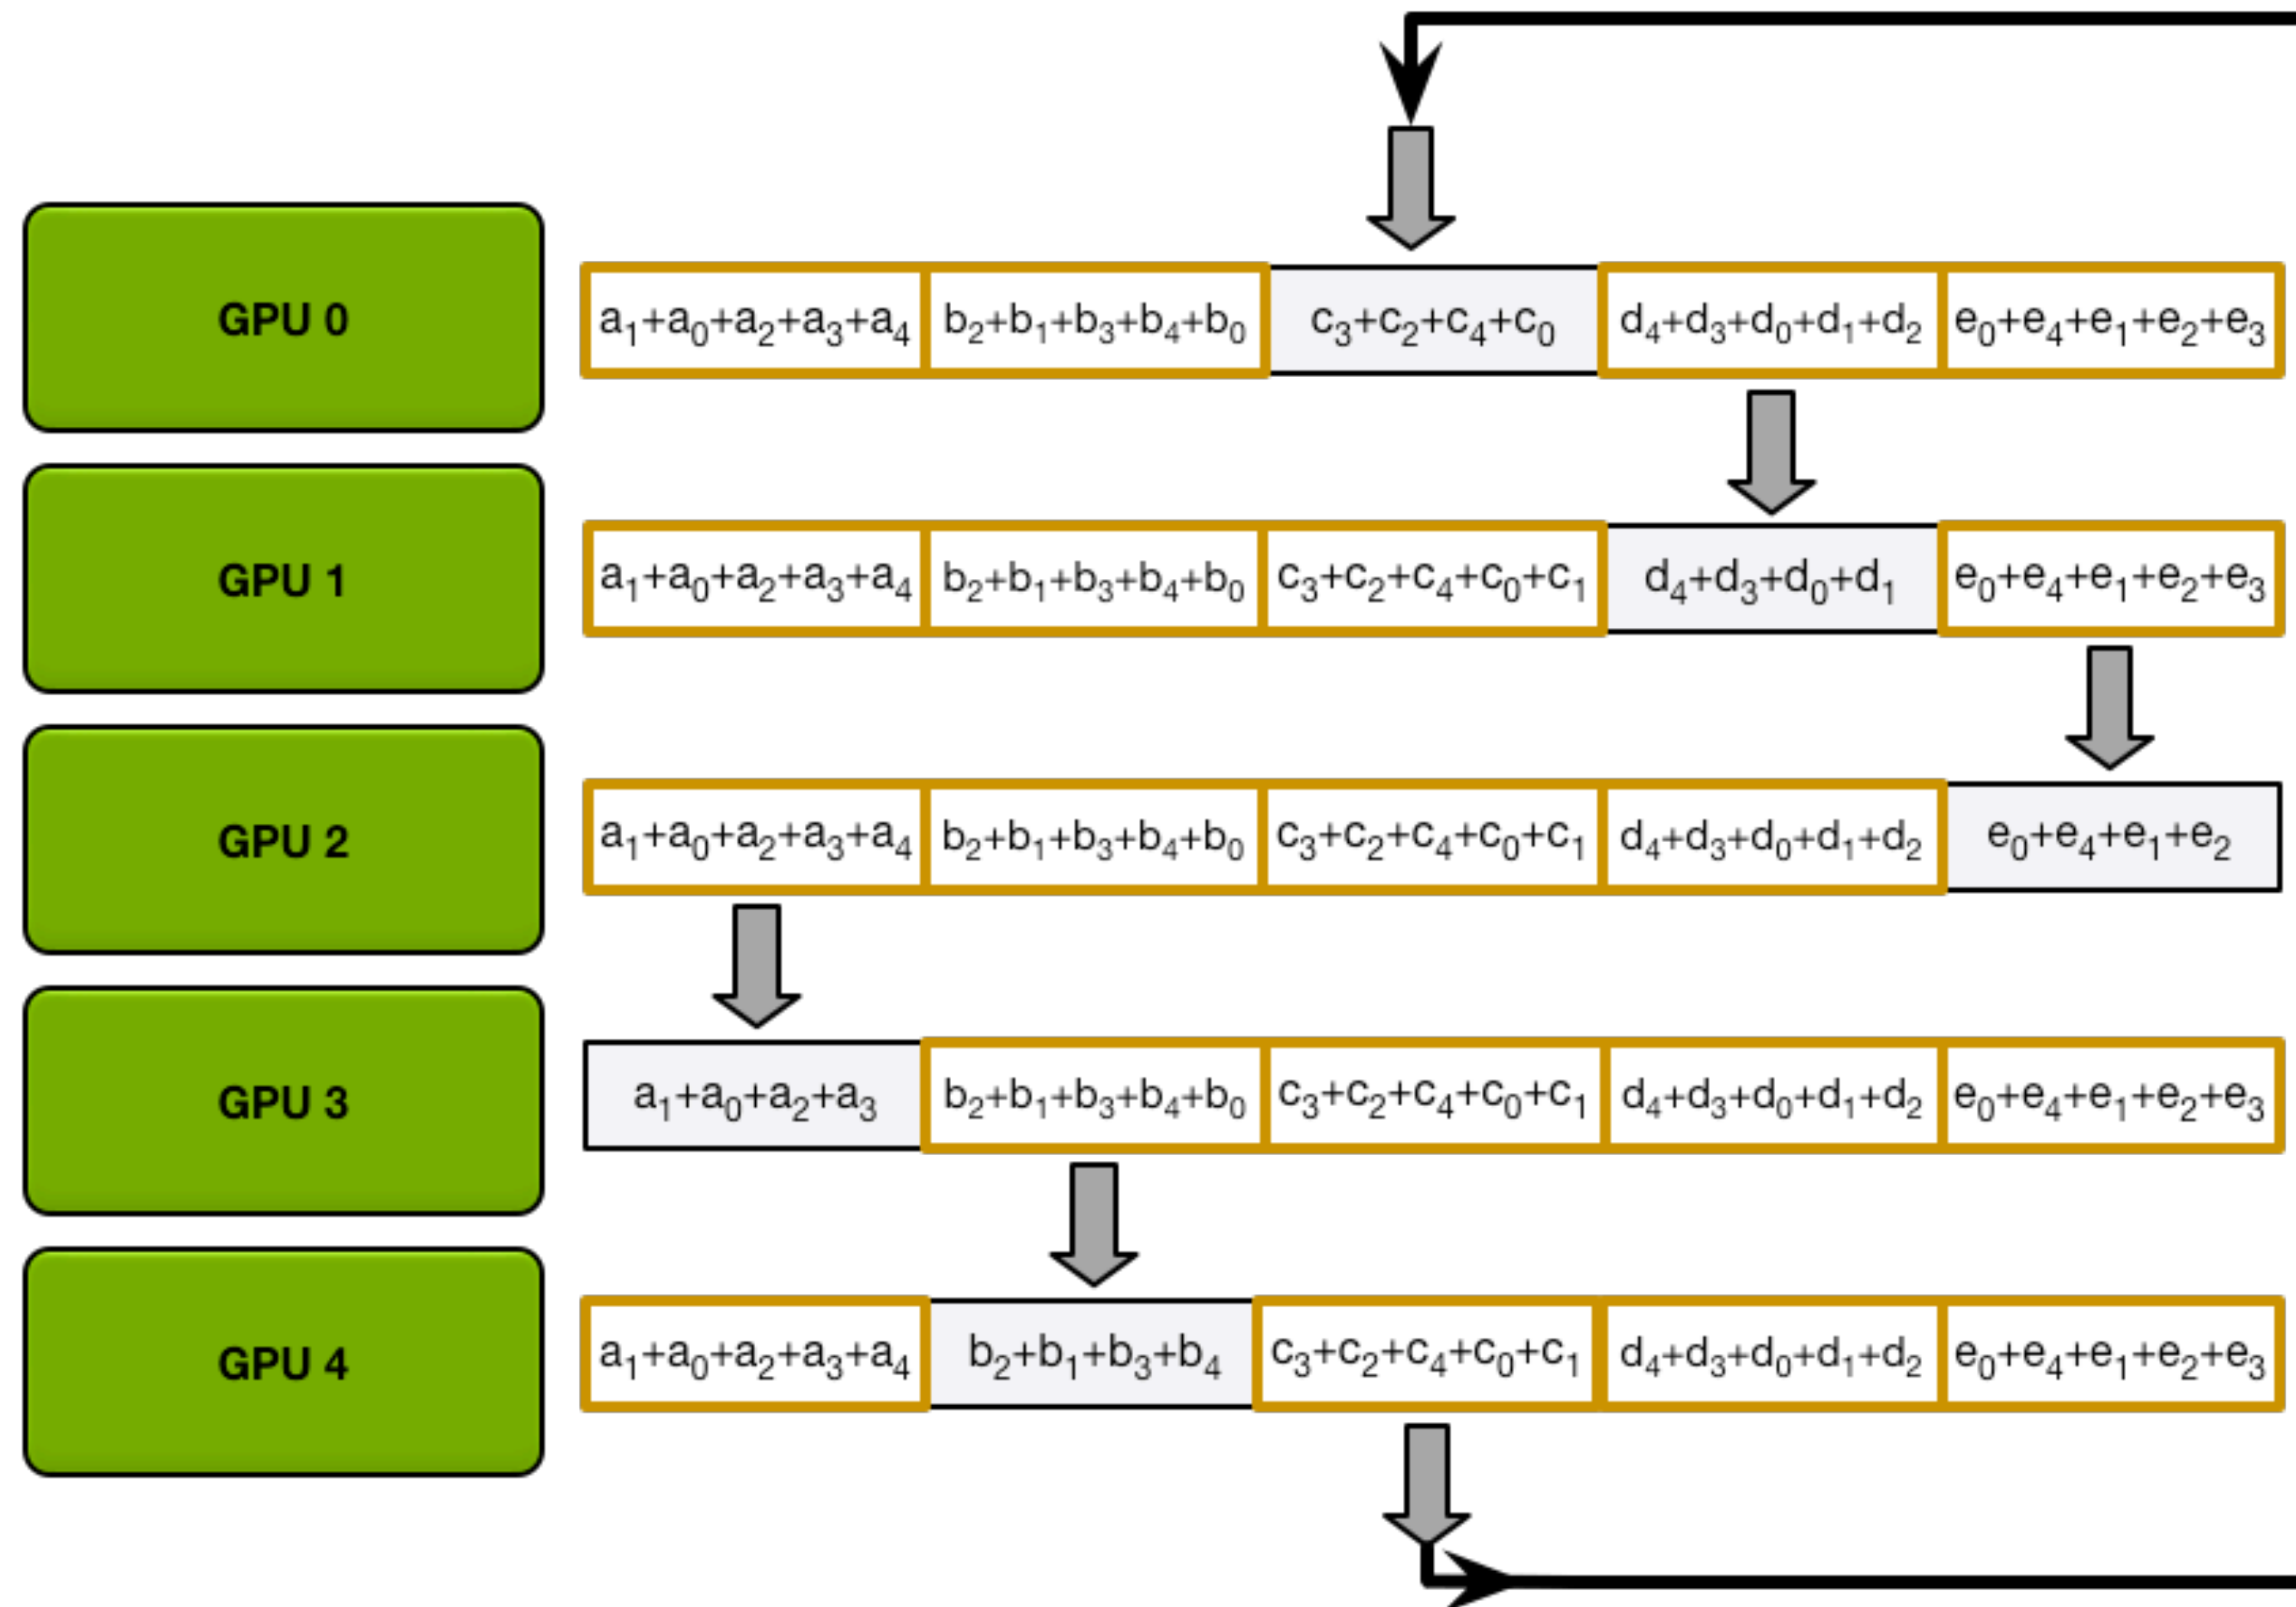 GPU 0 a₁+a₀+a₂+a₃+a₄ b₂+b₁+b₃+b₄+b₀ c₃+c₂+c₄+c₀ d₄+d₃+d₀+d₁+d₂ e₀+e₄+e₁+e₂+e₃
GPU 1 a₁+a₀+a₂+a₃+a₄ b₂+b₁+b₃+b₄+b₀ c₃+c₂+c₄+c₀+c₁ d₄+d₃+d₀+d₁ e₀+e₄+e₁+e₂+e₃
GPU 2 a₁+a₀+a₂+a₃+a₄ b₂+b₁+b₃+b₄+b₀ c₃+c₂+c₄+c₀+c₁ d₄+d₃+d₀+d₁+d₂ e₀+e₄+e₁+e₂
GPU 3 a₁+a₀+a₂+a₃ b₂+b₁+b₃+b₄+b₀ c₃+c₂+c₄+c₀+c₁ d₄+d₃+d₀+d₁+d₂ e₀+e₄+e₁+e₂+e₃
GPU 4 a₁+a₀+a₂+a₃+a₄ b₂+b₁+b₃+b₄ c₃+c₂+c₄+c₀+c₁ d₄+d₃+d₀+d₁+d₂ e₀+e₄+e₁+e₂+e₃